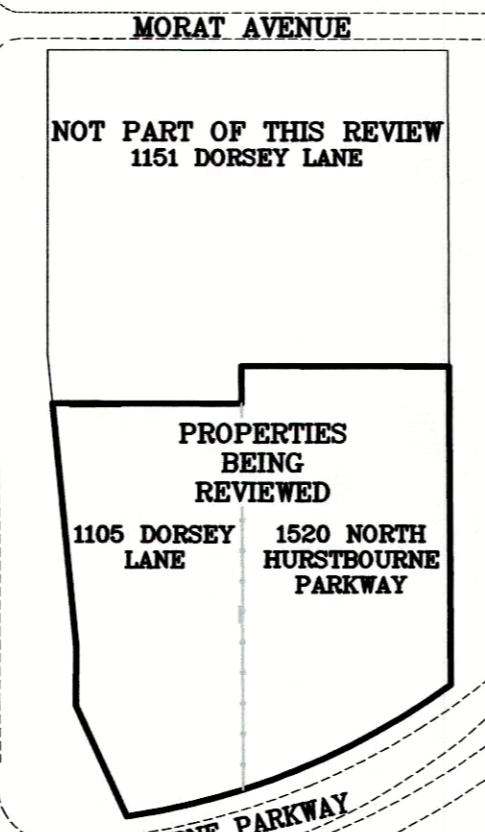 MORAT AVENUE
NOT PART OF THIS REVIEW
1151 DORSEY LANE
PROPERTIES
BEING
REVIEWED
1105 DORSEY
LANE
1520 NORTH
HURSTBOURNE
PARKWAY
PARKWAY